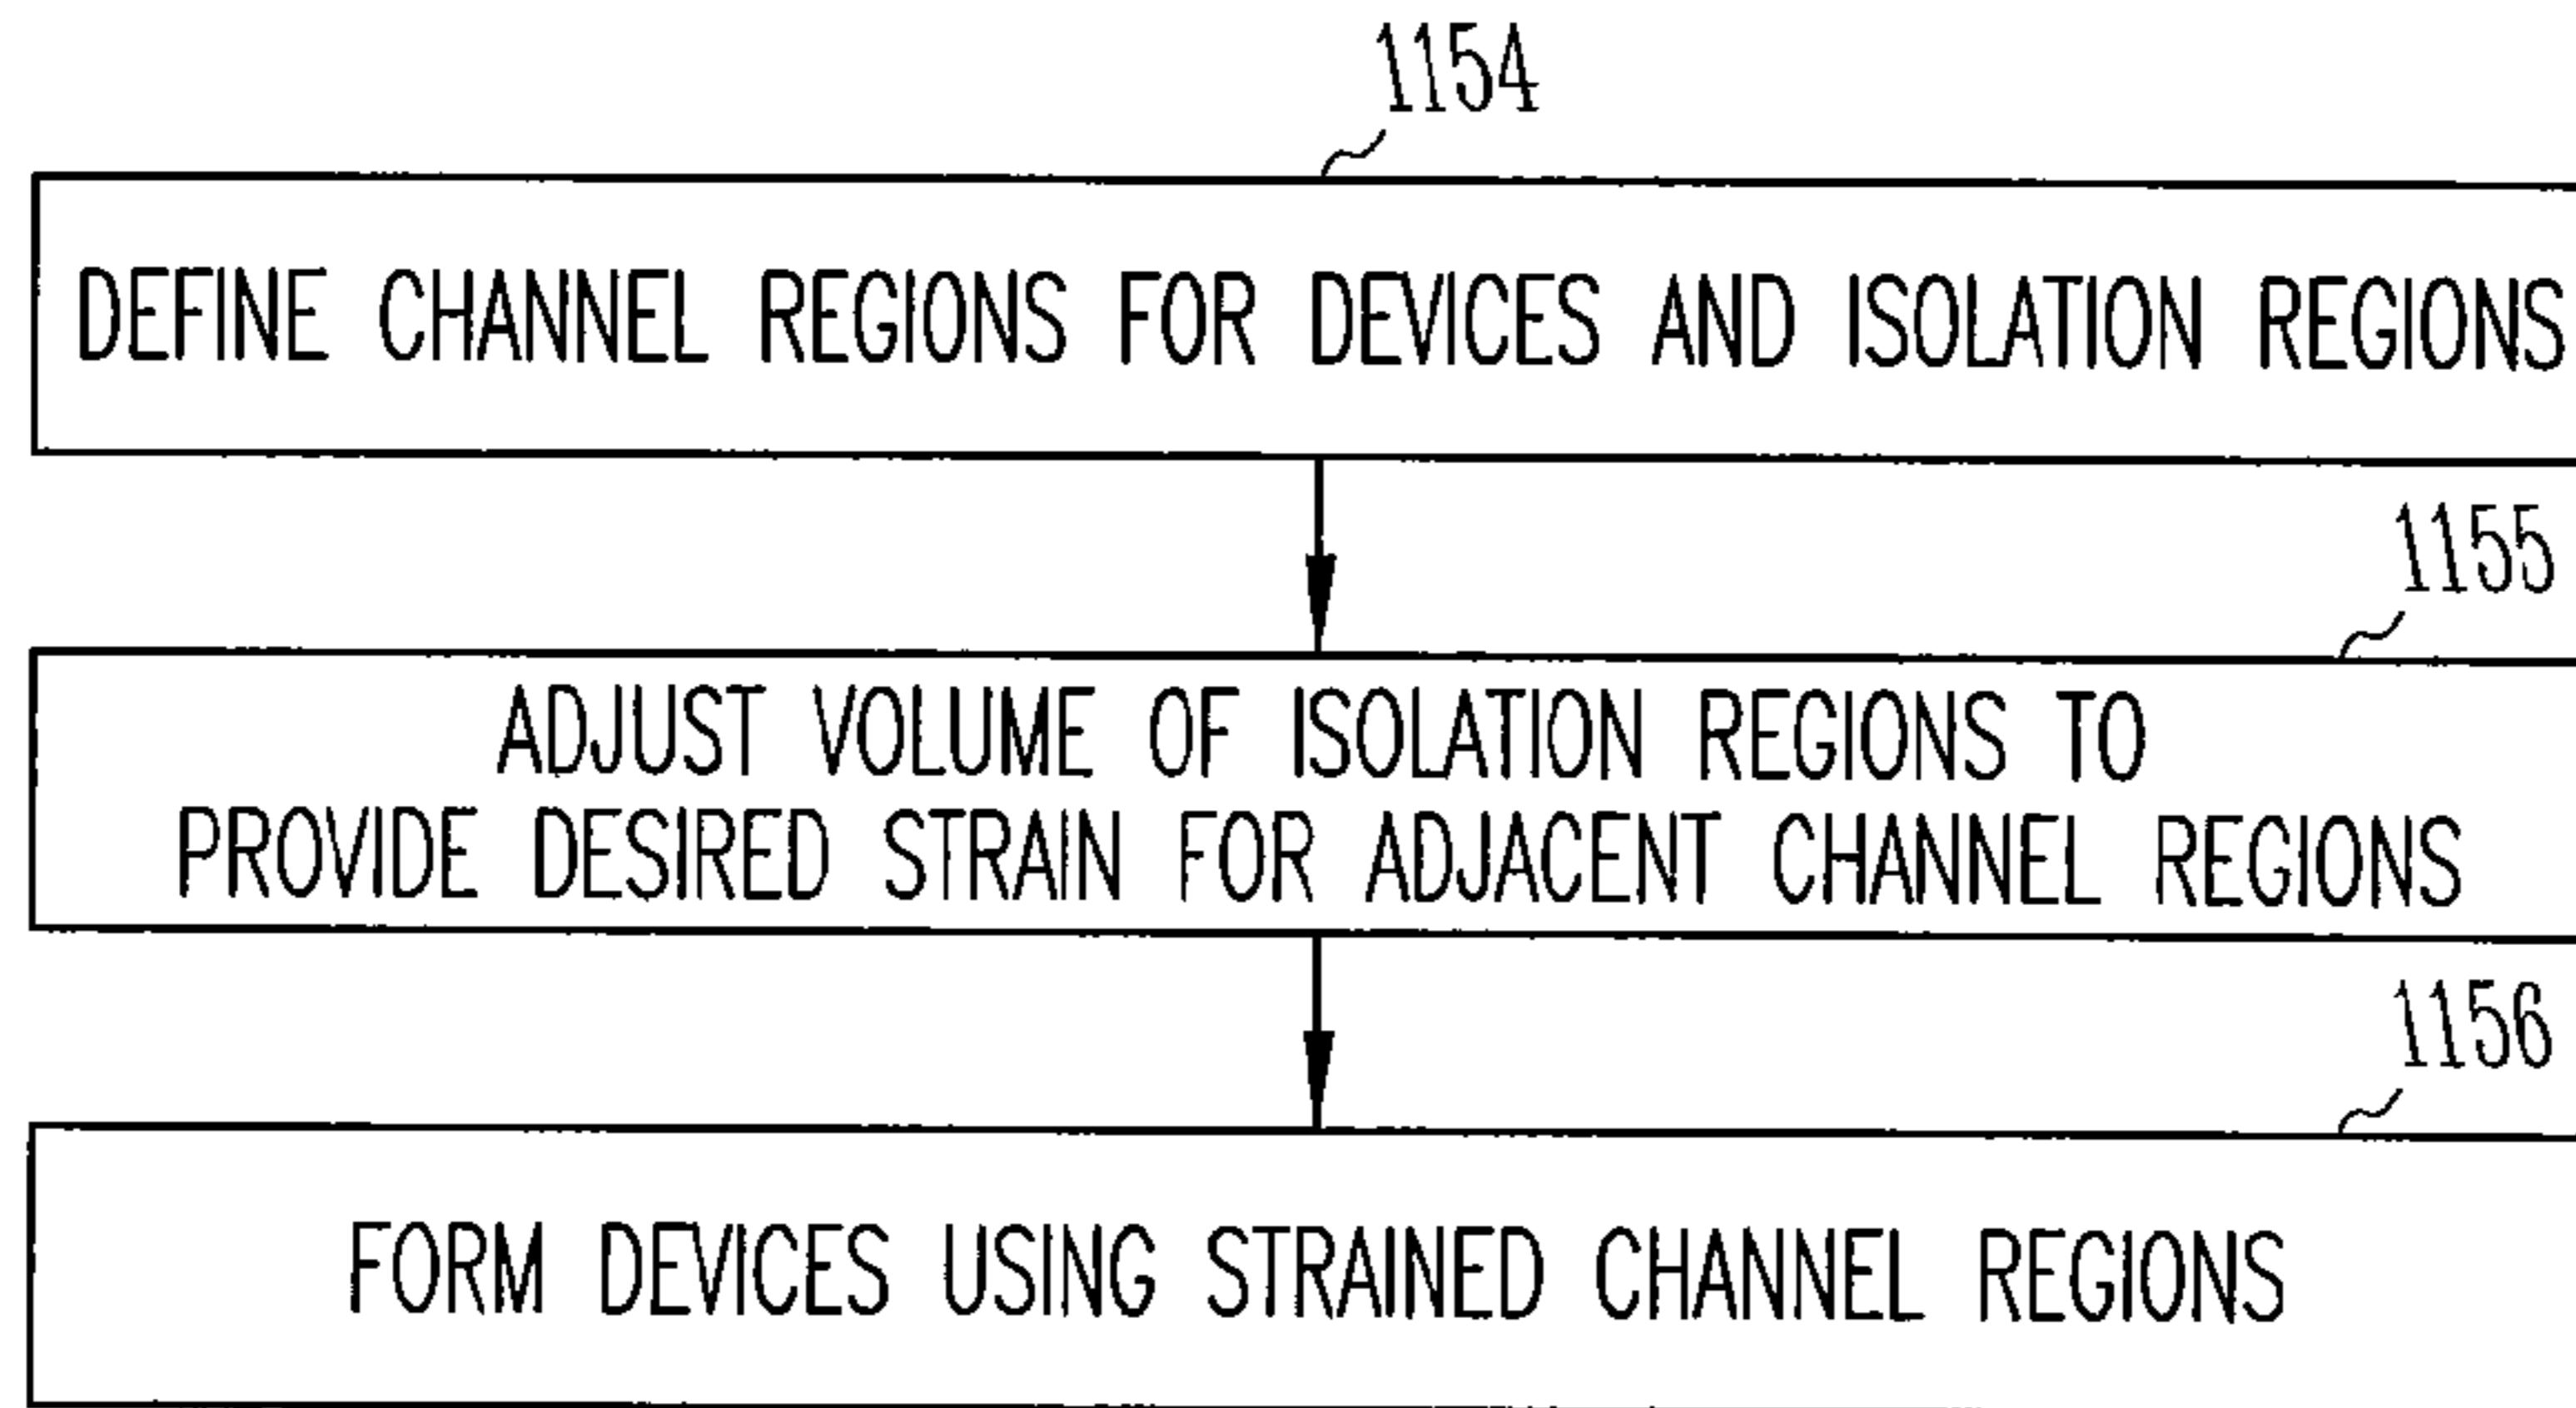 1154
DEFINE CHANNEL REGIONS FOR DEVICES AND ISOLATION REGIONS
1155
ADJUST VOLUME OF ISOLATION REGIONS TO
PROVIDE DESIRED STRAIN FOR ADJACENT CHANNEL REGIONS
1156
FORM DEVICES USING STRAINED CHANNEL REGIONS